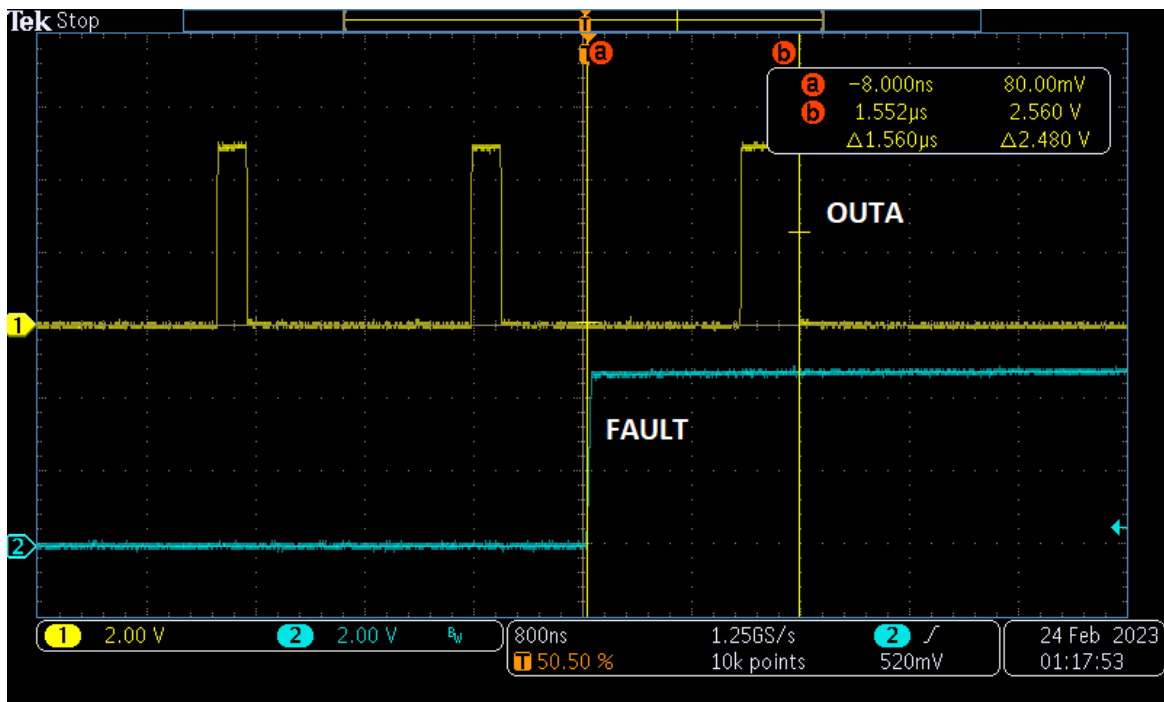 Tek Stop
T
T a b
a -8.000ns 80.00mV
b 1.552μs 2.560 V
Δ1.560μs Δ2.480 V
OUTA
1
FAULT
2
1 2.00 V 2 2.00 V BW
800ns 1.25GS/s 2 ∫
T 50.50 % 10k points 520mV
24 Feb 2023
01:17:53